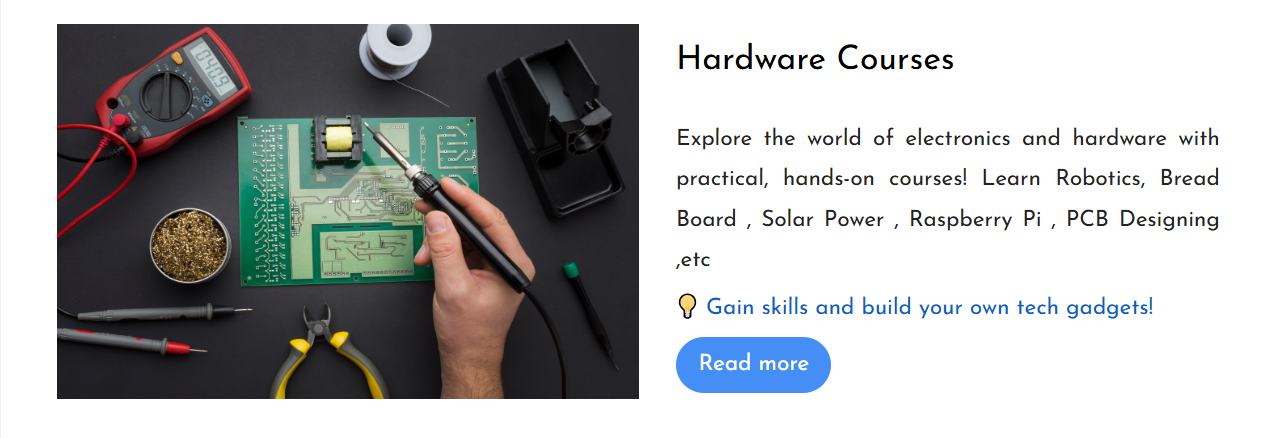 Hardware Courses
Explore the world of electronics and hardware with
practical, hands-on courses! Learn Robotics, Bread
Board , Solar Power , Raspberry Pi , PCB Designing
,etc
💡 Gain skills and build your own tech gadgets!
Read more